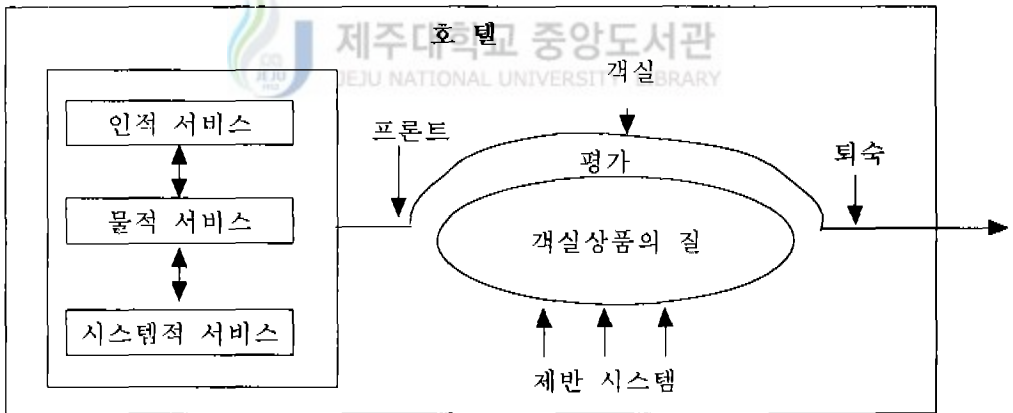 호 텔
제주대학교 중앙도서관
JEJU NATIONAL UNIVERSITY LIBRARY
객실
인적 서비스
프론트
평가
퇴숙
물적 서비스
객실상품의 질
시스템적 서비스
제반 시스템